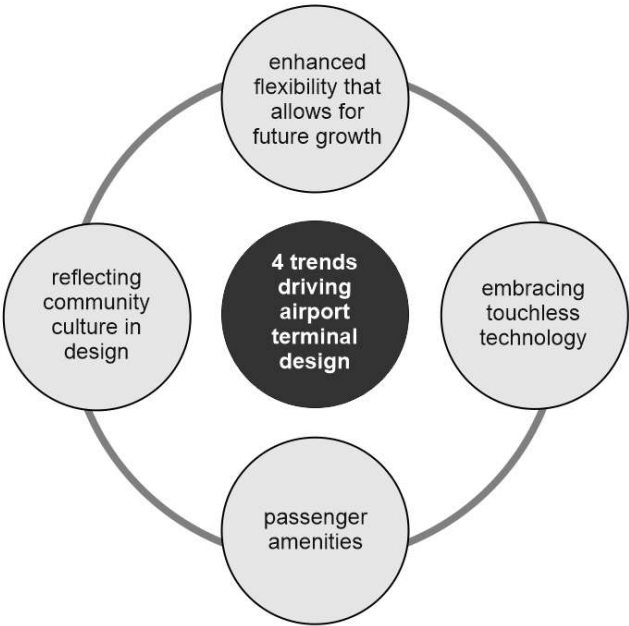 enhanced
flexibility that
allows for
future growth
reflecting
community
culture in
design
4 trends
driving
airport
terminal
design
embracing
touchless
technology
passenger
amenities